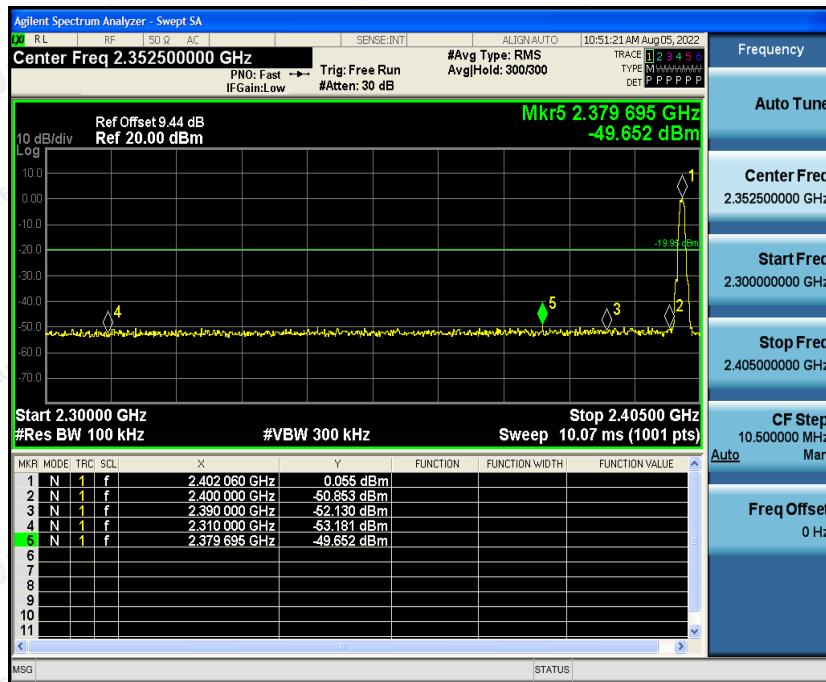 Agilent Spectrum Analyzer - Swept SA
LXI RL RF 50 Ω AC SENSE:INT ALIGNAUTO 10:51:21 AM Aug 05, 2022
Center Freq 2.352500000 GHz
PNO: Fast
IFGain:Low
Trig: Free Run
#Atten: 30 dB
#Avg Type: RMS
Avg|Hold: 300/300
TRACE 1 2 3 4 5 6
TYPE M
DET P P P P P P
Mkr5 2.379 695 GHz
-49.652 dBm
Ref Offset 9.44 dB
Ref 20.00 dBm
10 dB/div
Log
10.0
0.00
-10.0
-20.0
-30.0
-40.0
-50.0
-60.0
-70.0
1
-19.95 dBm
4
5
3
2
Start 2.30000 GHz
Stop 2.40500 GHz
#Res BW 100 kHz
#VBW 300 kHz
Sweep 10.07 ms (1001 pts)
MKR MODE TRC SCL X Y FUNCTION FUNCTION WIDTH FUNCTION VALUE
1 N 1 f 2.402 060 GHz 0.055 dBm
2 N 1 f 2.400 000 GHz -50.853 dBm
3 N 1 f 2.390 000 GHz -52.130 dBm
4 N 1 f 2.310 000 GHz -53.181 dBm
5 N 1 f 2.379 695 GHz -49.652 dBm
6
7
8
9
10
11
MSG STATUS
Frequency
Auto Tune
Center Freq
2.352500000 GHz
Start Freq
2.300000000 GHz
Stop Freq
2.405000000 GHz
CF Step
10.500000 MHz
Auto Man
Freq Offset
0 Hz